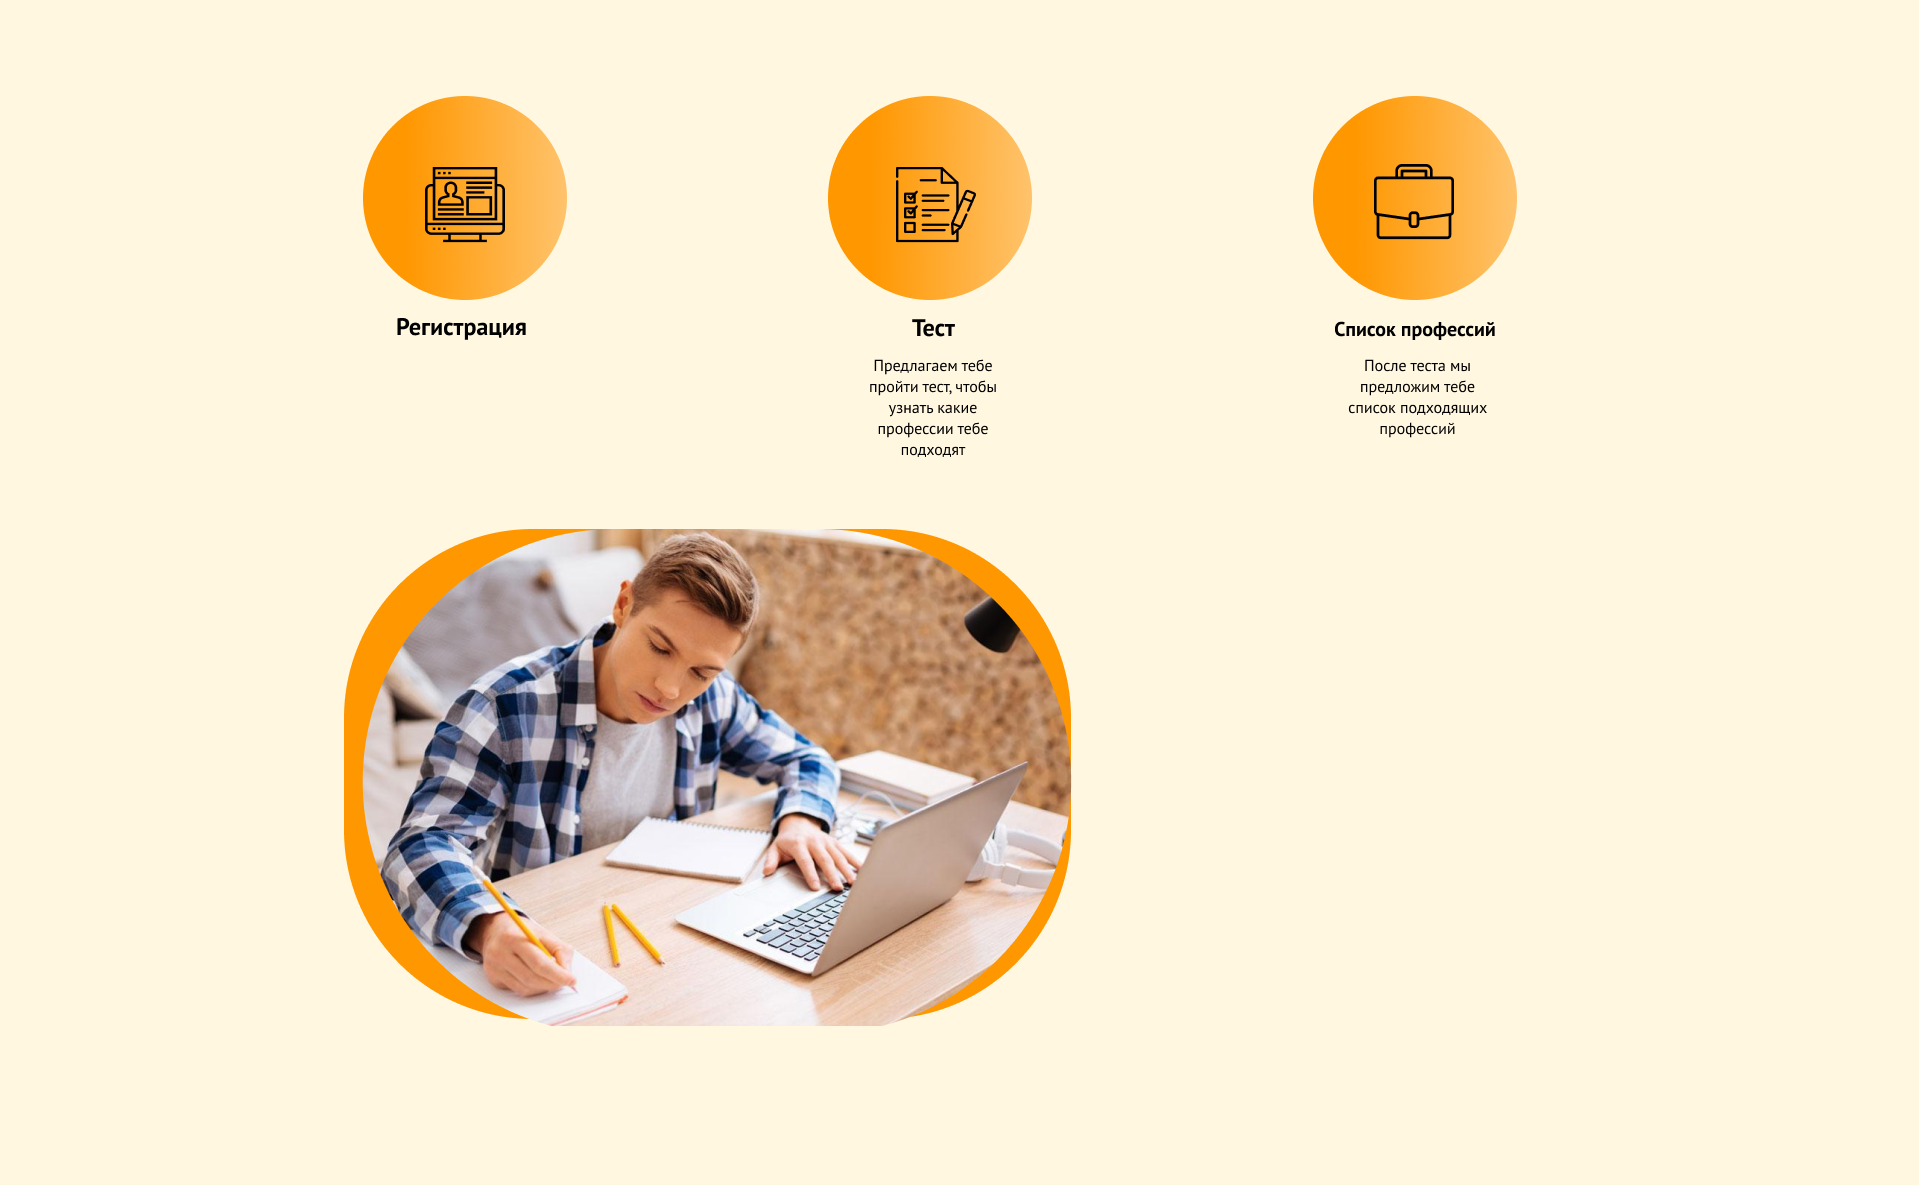 Регистрация
Тест
Предлагаем тебе
пройти тест, чтобы
узнать какие
профессии тебе
подходят
Список профессий
После теста мы
предложим тебе
список подходящих
профессий